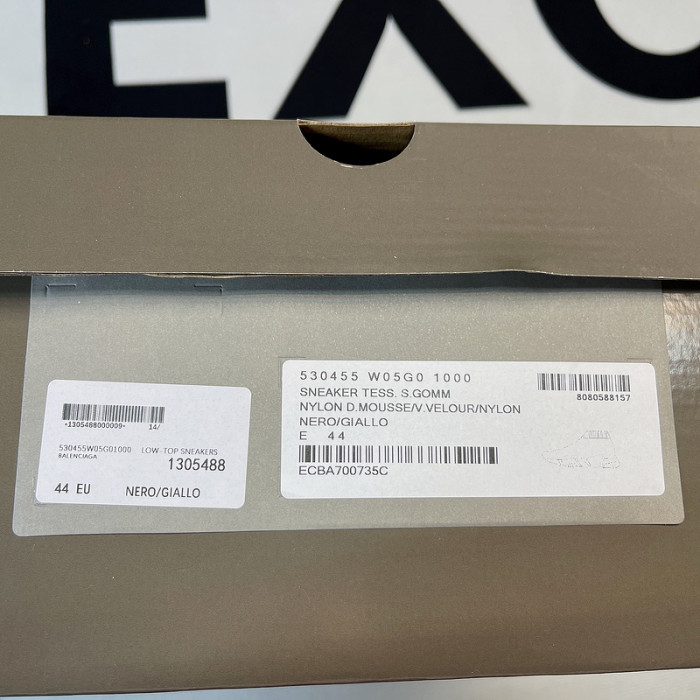 EXC
530455 W05G0 1000
SNEAKER TESS. S.GOMM
NYLON D.MOUSSE/V.VELOUR/NYLON
NERO/GIALLO
E 44
ECBA700735C
8080588157
*1305488000009* 14/
530455W05G01000 LOW-TOP SNEAKERS
BALENCIAGA
1305488
44 EU NERO/GIALLO